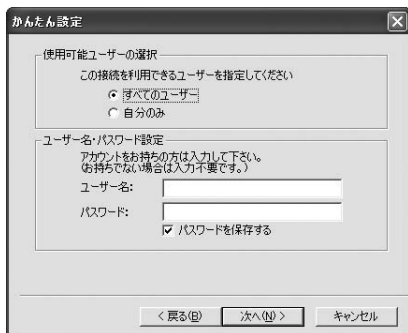 かんたん設定
使用可能ユーザーの選択
この接続を利用できるユーザーを指定してください
すべてのユーザー
自分のみ
ユーザー名・パスワード設定
アカウントをお持ちの方は入力して下さい。
(お持ちでない場合は入力不要です。)
ユーザー名:
パスワード:
パスワードを保存する
< 戻る(B) 次へ(N) > キャンセル